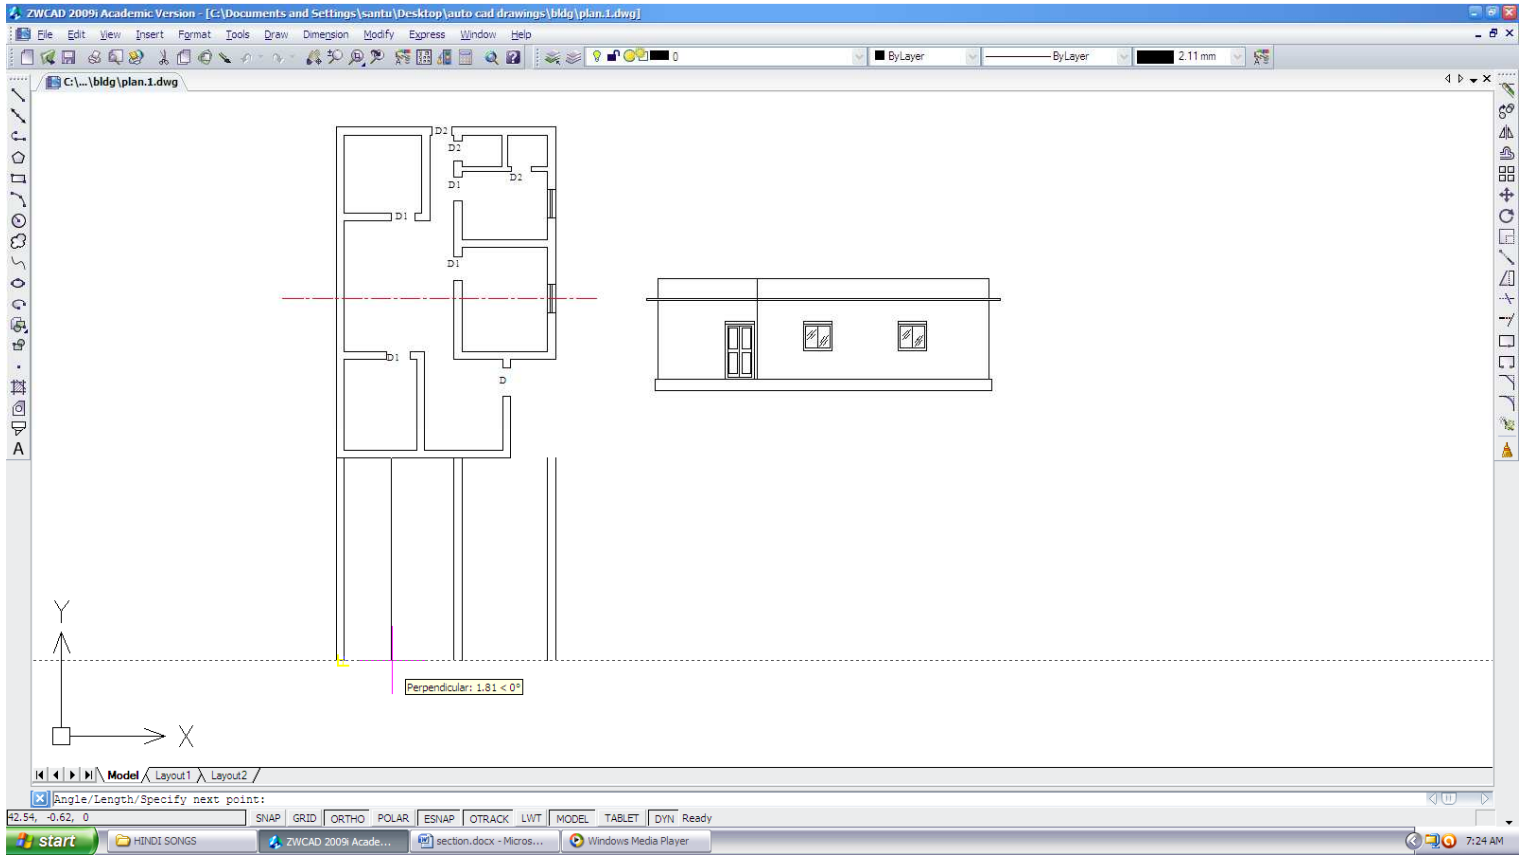 ZWCAD 2009i Academic Version - [C:\Documents and Settings\santu\Desktop\auto cad drawings\bldg\plan.1.dwg]
File Edit View Insert Format Tools Draw Dimension Modify Express Window Help
0 ByLayer ByLayer 2.11 mm
C:\...\bldg\plan.1.dwg
D2
D2
D2
D1
D1
D1
D1
D
Perpendicular: 1.81 < 0°
Y
X
A
Model Layout1 Layout2
Angle/Length/Specify next point:
42.54, -0.62, 0 SNAP GRID ORTHO POLAR ESNAP OTRACK LWT MODEL TABLET DYN Ready
start HINDI SONGS ZWCAD 2009i Acade... section.docx - Micros... Windows Media Player 7:24 AM